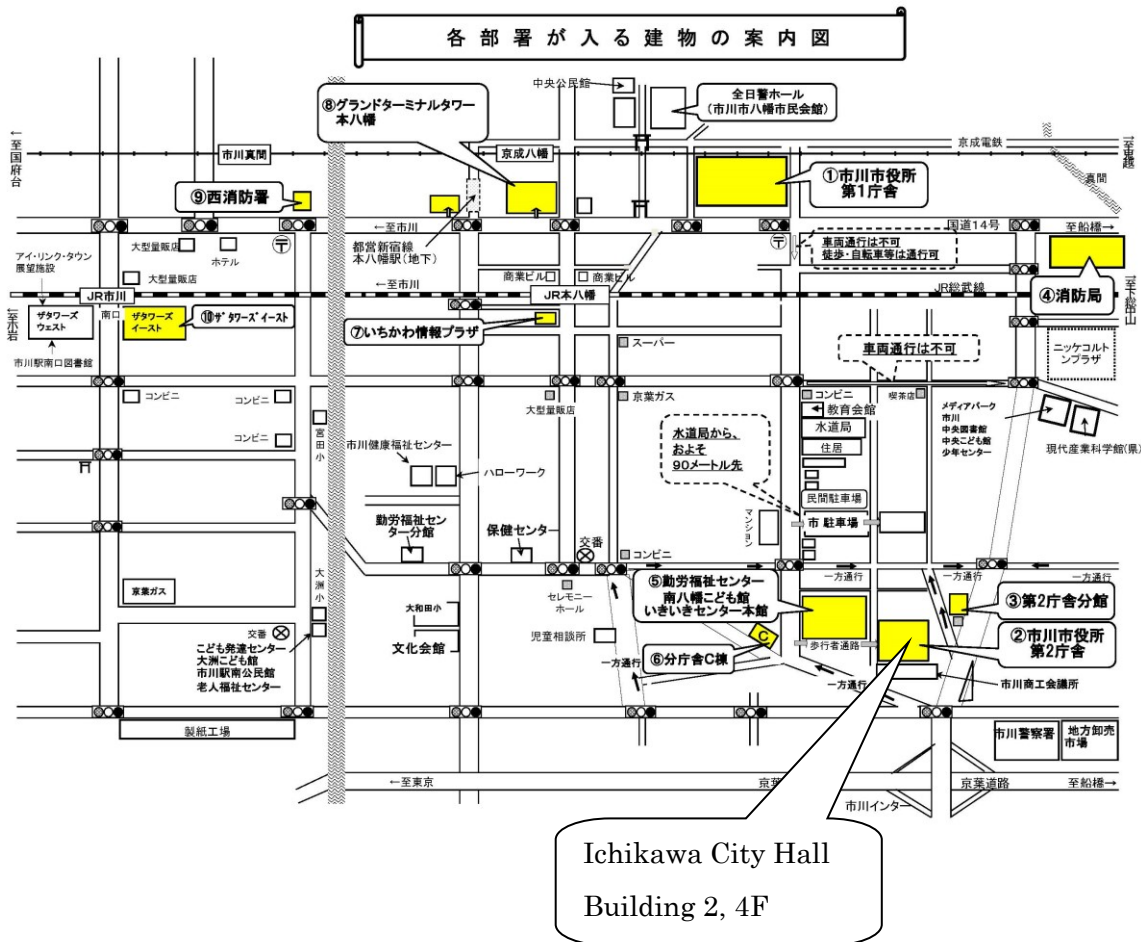 各部署が入る建物の案内図
中央公民館
全日警ホール
(市川市八幡市民会館)
⑧グランドターミナルタワー
本八幡
←至国府台
市川真間
京成八幡
京成電鉄
真間
①市川市役所
第1庁舎
⑨西消防署
←至市川
国道14号
至船橋→
大型量販店
ホテル
〒
都営新宿線
本八幡駅(地下)
〒
車両通行は不可
徒歩・自転車等は通行可
アイ・リンク・タウン
展望施設
大型量販店
商業ビル
商業ビル
④消防局
JR市川
←至市川
JR本八幡
JR総武線
→至下総中山
←至小岩
南口
ザタワーズ
ウェスト
ザタワーズ
イースト
⑩ザタワーズイースト
⑦いちかわ情報プラザ
市川駅南口図書館
スーパー
車両通行は不可
ニッケコルト
ンプラザ
コンビニ
コンビニ
大型量販店
京葉ガス
コンビニ
喫茶店
教育会館
水道局
住居
メディアパーク
市川
中央図書館
中央こども館
少年センター
現代産業科学館(県)
コンビニ
宮田小
市川健康福祉センター
ハローワーク
水道局から、
およそ
90メートル先
民間駐車場
市 駐車場
マンション
勤労福祉セン
ター分館
保健センター
交番
コンビニ
一方通行
一方通行
一方通行
京葉ガス
大洲小
セレモニー
ホール
⑤勤労福祉センター
南八幡こども館
いきいきセンター本館
③第2庁舎分館
大和田小
文化会館
児童相談所
C
歩行者通路
②市川市役所
第2庁舎
交番
こども発達センター
大洲こども館
市川駅南公民館
老人福祉センター
一方通行
⑥分庁舎C棟
一方通行
市川商工会議所
製紙工場
市川警察署
地方卸売
市場
←至東京
京葉
京葉道路
至船橋→
市川インター
Ichikawa City Hall
Building 2, 4F